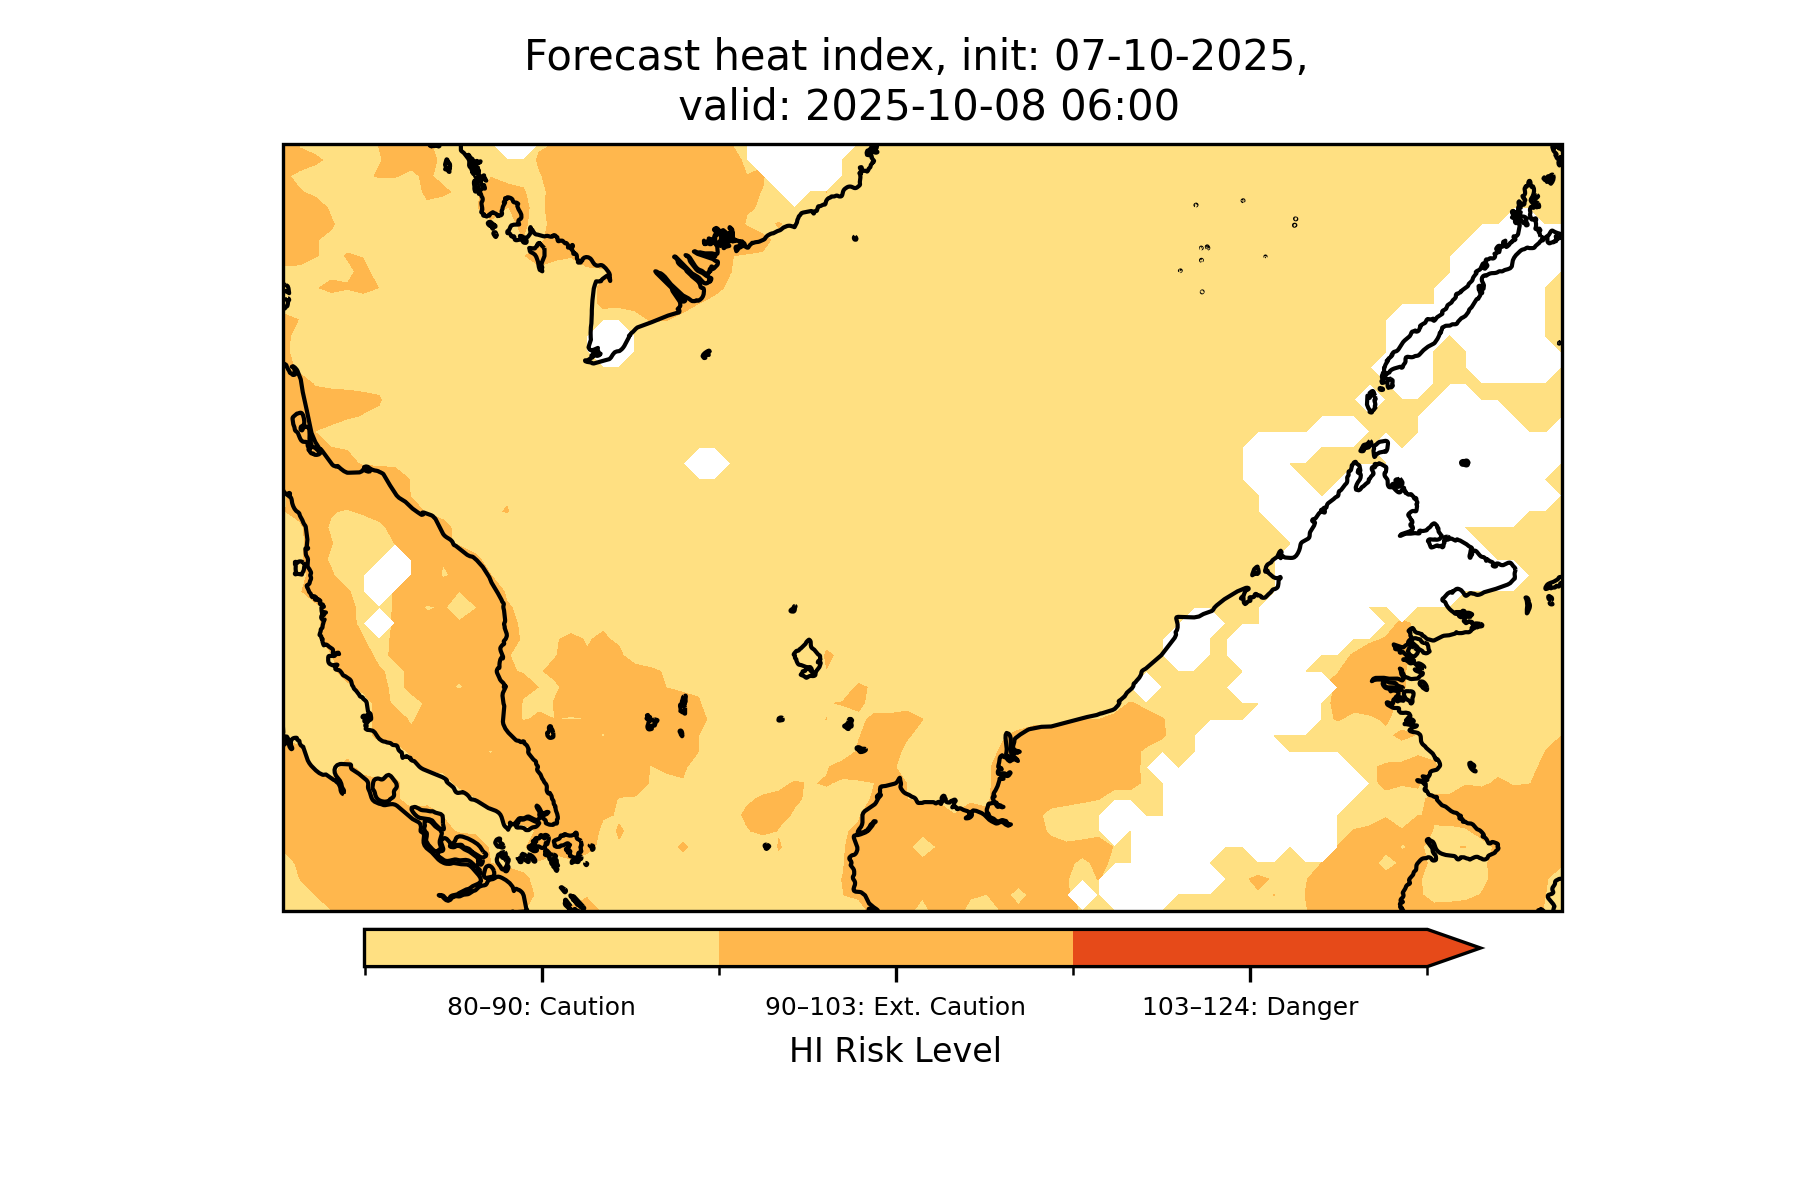 Forecast heat index, init: 07-10-2025,
valid: 2025-10-08 06:00
80–90: Caution
90–103: Ext. Caution
103–124: Danger
HI Risk Level